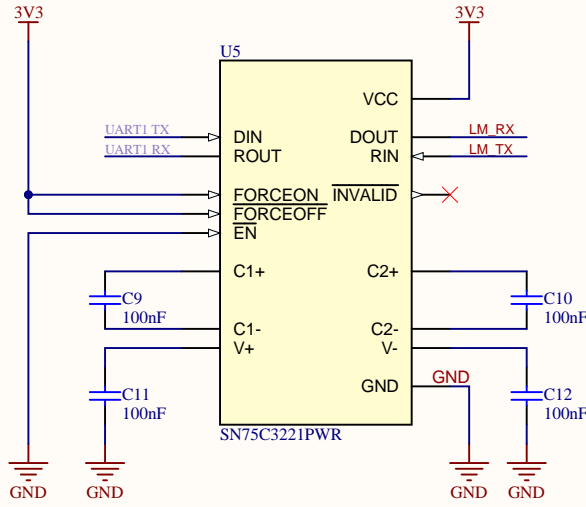 3V3
3V3
U5
VCC
UART1 TX
DIN
DOUT
LM_RX
UART1 RX
ROUT
RIN
LM_TX
FORCEON
INVALID
FORCEOFF
EN
C1+
C2+
C9
100nF
C10
100nF
C1-
C2-
V+
V-
GND
GND
C11
100nF
C12
100nF
SN75C3221PWR
GND
GND
GND
GND